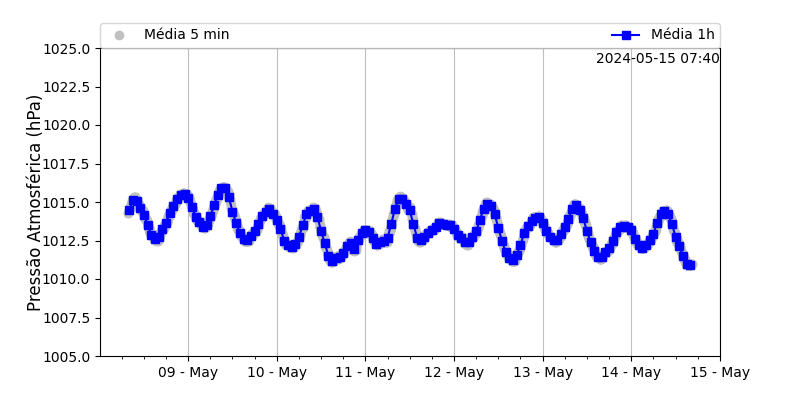 Média 5 min
Média 1h
2024-05-15 07:40
Pressão Atmosférica (hPa)
1025.0
1022.5
1020.0
1017.5
1015.0
1012.5
1010.0
1007.5
1005.0
09 - May
10 - May
11 - May
12 - May
13 - May
14 - May
15 - May